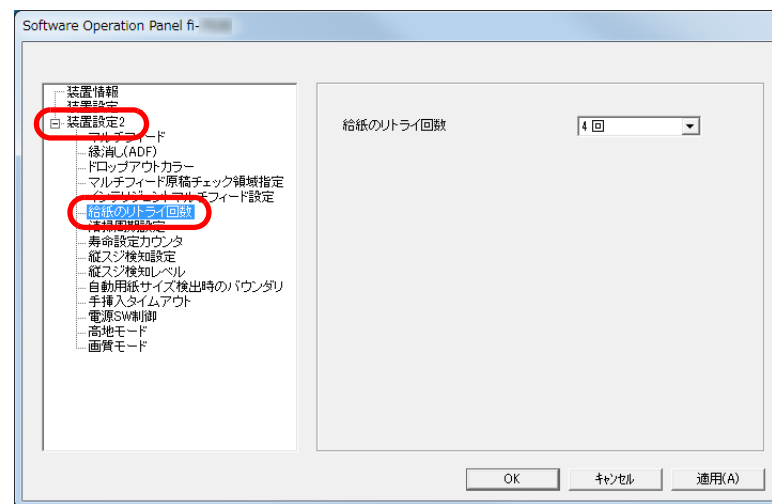 Software Operation Panel fi-
装置情報
装置設定
装置設定2
マルチフィード
縁消し(ADF)
ドロップアウトカラー
マルチフィード原稿チェック領域指定
インテリジェントマルチフィード設定
給紙のリトライ回数
清掃周期設定
寿命設定カウンタ
縦スジ検知設定
縦スジ検知レベル
自動用紙サイズ検出時のバウンダリ
手挿入タイムアウト
電源SW制御
高地モード
画質モード
給紙のリトライ回数
4 回
OK
キャンセル
適用(A)